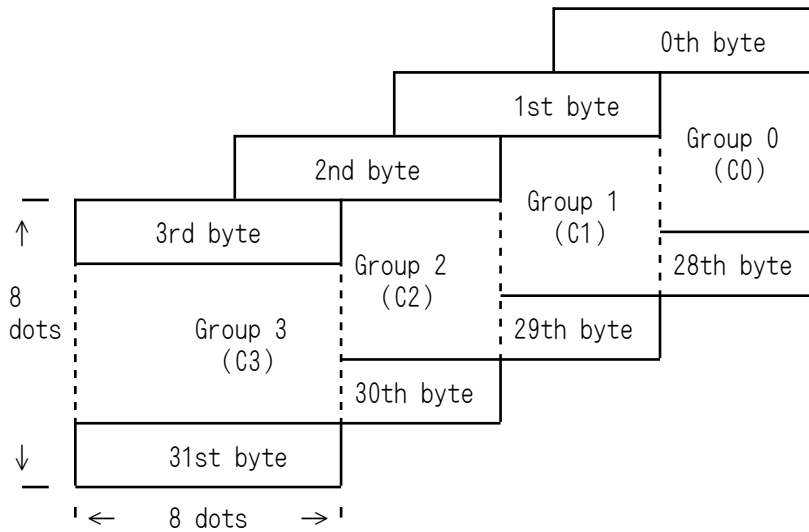 0th byte
1st byte
Group 0
(C0)
2nd byte
Group 1
(C1)
3rd byte
Group 2
(C2)
28th byte
8
dots
Group 3
(C3)
29th byte
30th byte
31st byte
8 dots